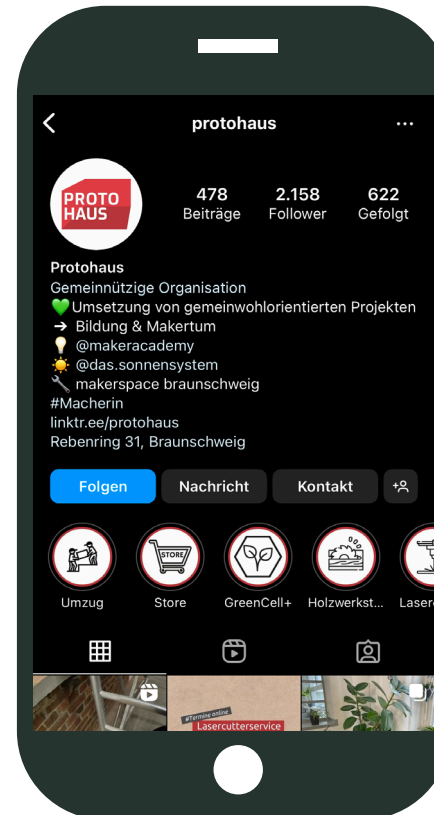 protohaus
PROTO
HAUS
478
Beiträge
2.158
Follower
622
Gefolgt
Protohaus
Gemeinnützige Organisation
💚Umsetzung von gemeinwohlorientierten Projekten
→ Bildung & Makertum
💡 @makeracademy
☀️ @das.sonnensystem
🔧 makerspace braunschweig
#Macherin
linktr.ee/protohaus
Rebenring 31, Braunschweig
Folgen
Nachricht
Kontakt
STORE
Umzug
Store
GreenCell+
Holzwerkst...
Laser
#Termine online
Lasercutterservice